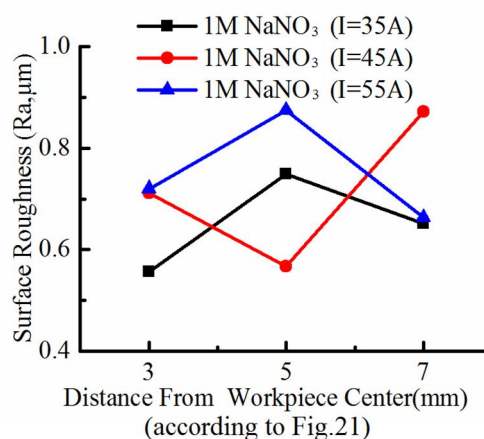 1M NaNO₃ (I=35A)
1M NaNO₃ (I=45A)
1M NaNO₃ (I=55A)
Surface Roughness (Ra,μm)
1.0
0.8
0.6
0.4
3 5 7
Distance From Workpiece Center(mm)
(according to Fig.21)